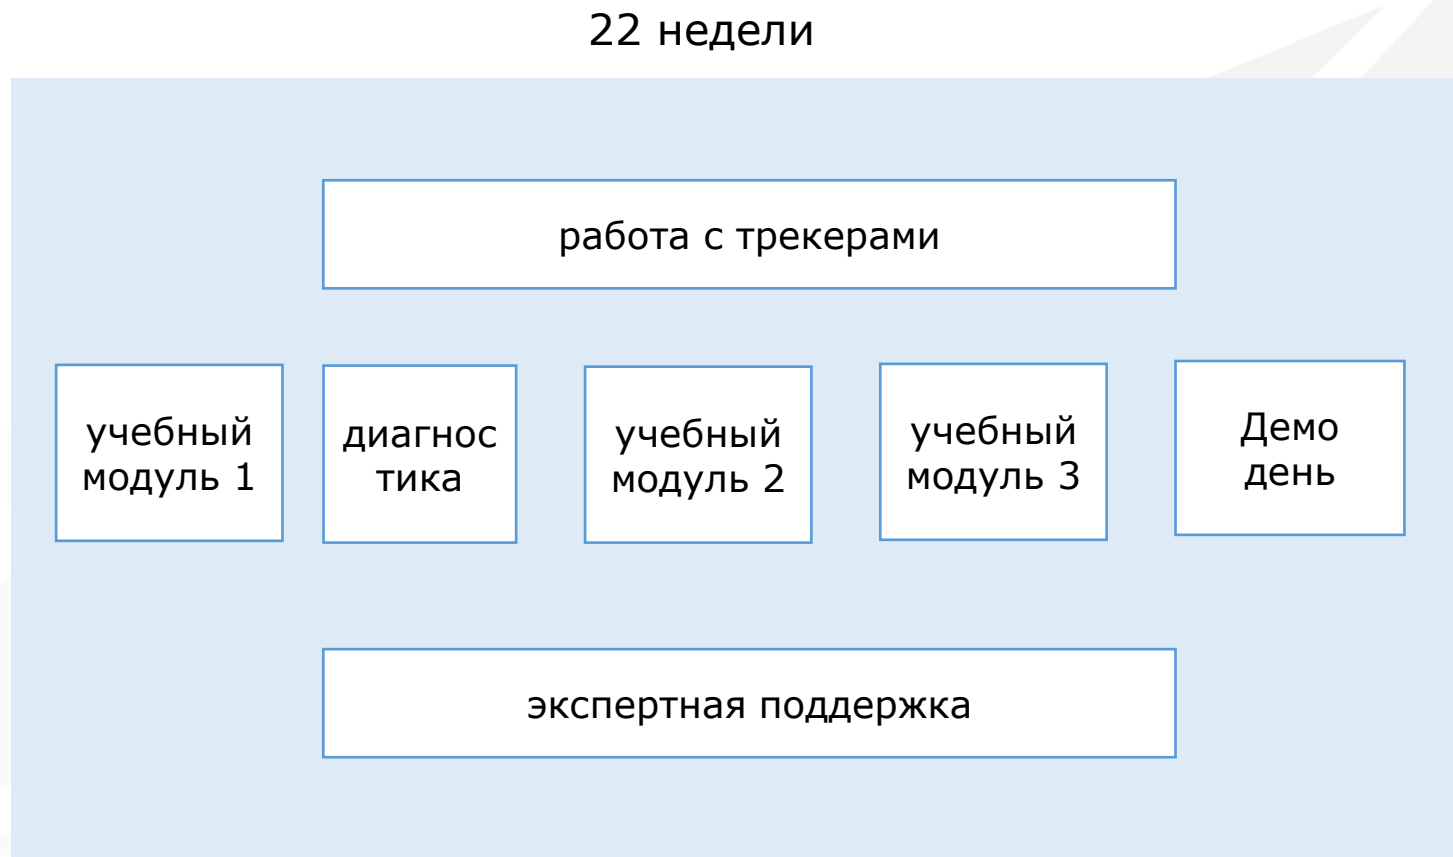 22 недели
работа с трекерами
учебный
модуль 1
диагнос
тика
учебный
модуль 2
учебный
модуль 3
Демо
день
экспертная поддержка